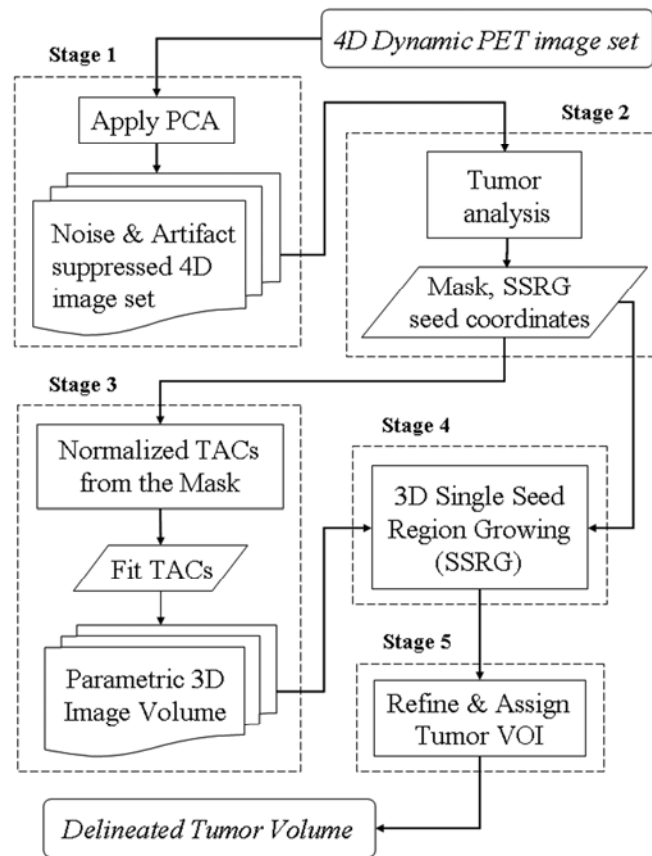 4D Dynamic PET image set
Stage 1
Apply PCA
Noise & Artifact
suppressed 4D
image set
Stage 2
Tumor
analysis
Mask, SSRG
seed coordinates
Stage 3
Normalized TACs
from the Mask
Fit TACs
Parametric 3D
Image Volume
Stage 4
3D Single Seed
Region Growing
(SSRG)
Stage 5
Refine & Assign
Tumor VOI
Delineated Tumor Volume